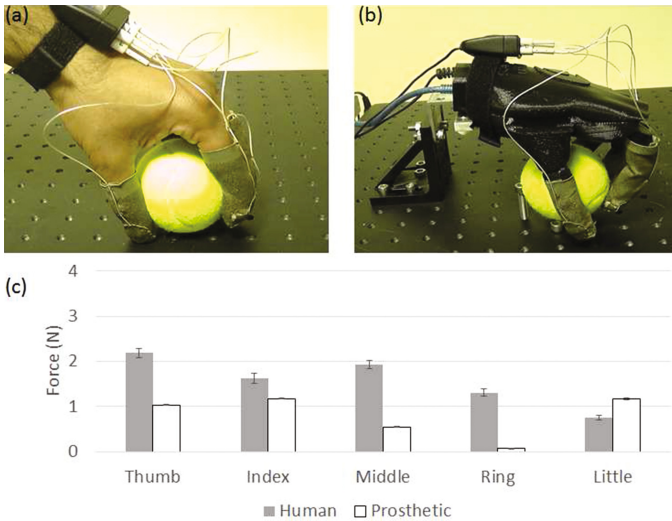 (a)
(b)
(c)
4
3
2
1
0
Force (N)
Thumb Index Middle Ring Little
Human Prosthetic